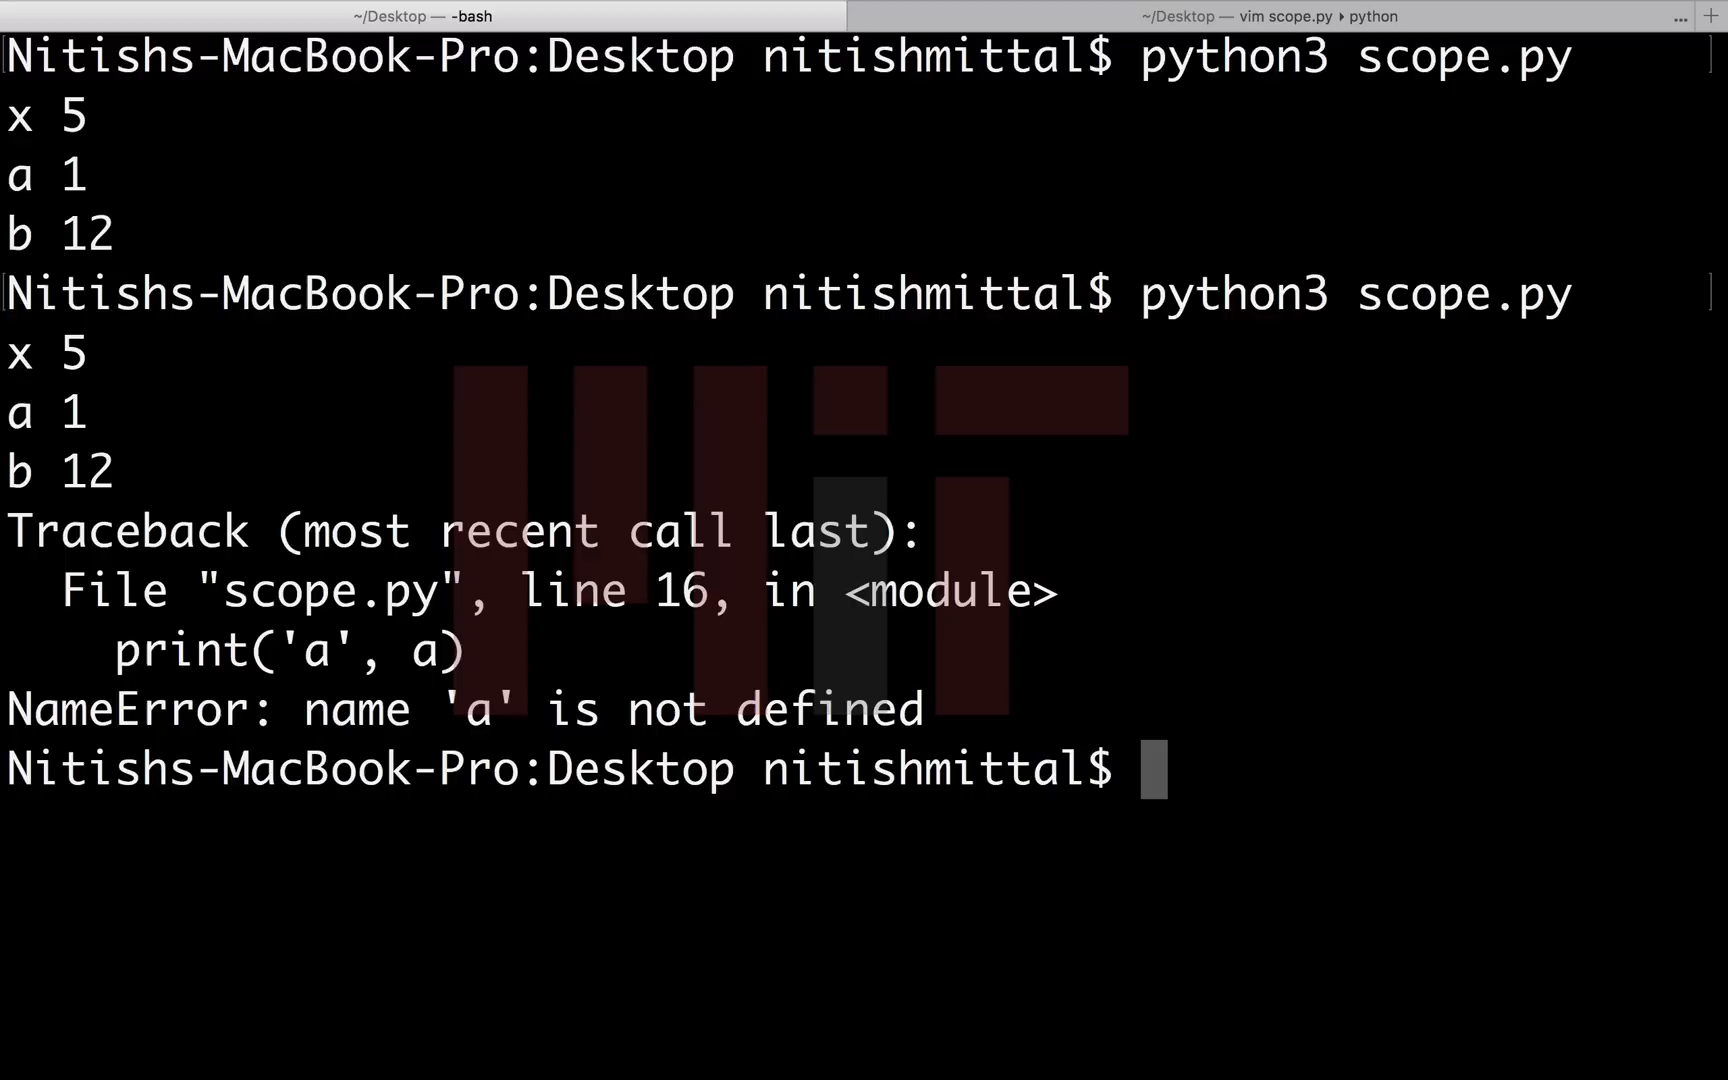 ~/Desktop — -bash
~/Desktop — vim scope.py ▸ python
... +
Nitishs-MacBook-Pro:Desktop nitishmittal$ python3 scope.py
x 5
a 1
b 12
Nitishs-MacBook-Pro:Desktop nitishmittal$ python3 scope.py
x 5
a 1
b 12
Traceback (most recent call last):
  File "scope.py", line 16, in <module>
    print('a', a)
NameError: name 'a' is not defined
Nitishs-MacBook-Pro:Desktop nitishmittal$